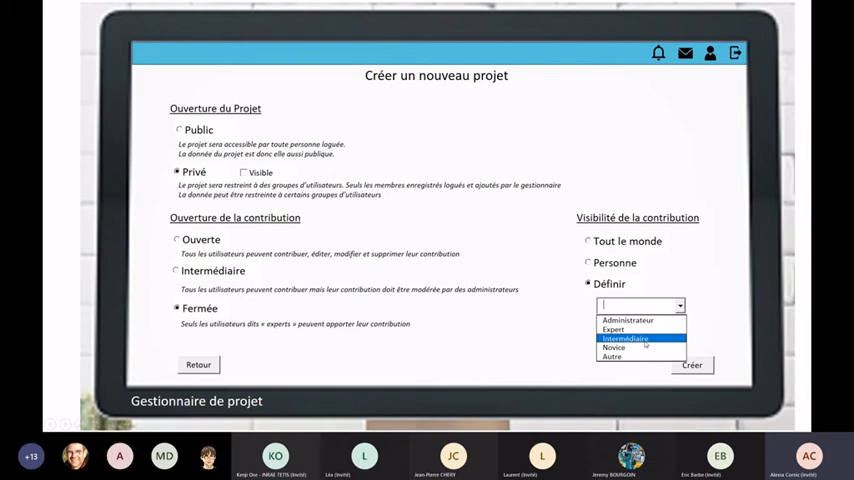 Créer un nouveau projet
Ouverture du Projet
Public
Le projet sera accessible par toute personne loguée.
La donnée du projet est donc elle aussi publique.
Privé
Visible
Le projet sera restreint à des groupes d'utilisateurs. Seuls les membres enregistrés logués et ajoutés par le gestionnaire
La donnée peut être restreinte à certains groupes d'utilisateurs
Ouverture de la contribution
Ouverte
Tous les utilisateurs peuvent contribuer, éditer, modifier et supprimer leur contribution
Intermédiaire
Tous les utilisateurs peuvent contribuer mais leur contribution doit être modérée par des administrateurs
Fermée
Seuls les utilisateurs dits « experts » peuvent apporter leur contribution
Visibilité de la contribution
Tout le monde
Personne
Définir
Administrateur
Expert
Intermédiaire
Novice
Autre
Retour
Créer
Gestionnaire de projet
+13
A
MD
KO
Kenji Ose - INRAE TETIS (Invité)
L
Léa (Invité)
JC
Jean-Pierre CHERY
L
Laurent (Invité)
Jeremy BOURGOIN
EB
Eric Barbe (Invité)
AC
Alexia Cornic (Invité)